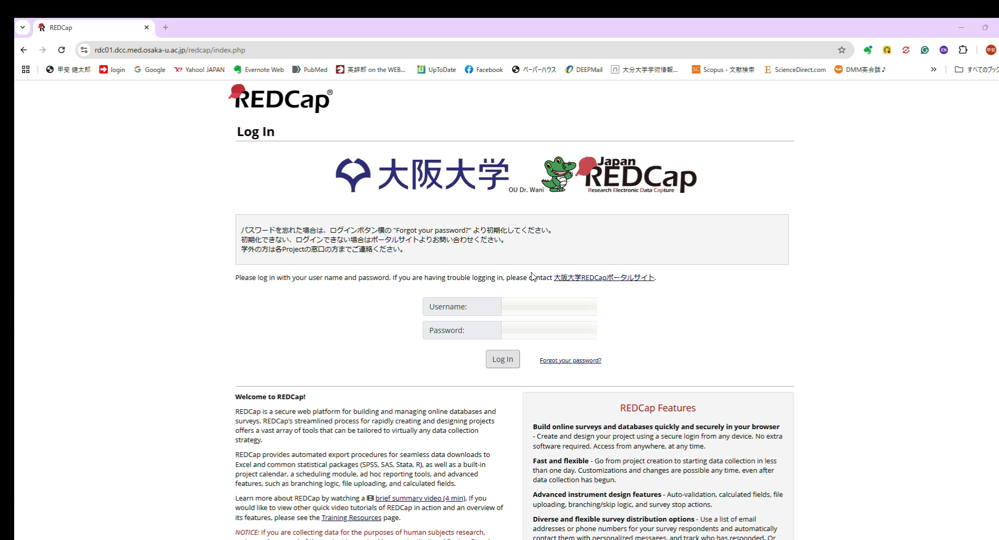 REDCap
rdc01.dcc.med.osaka-u.ac.jp/redcap/index.php
EN
甲斐
甲斐 健太郎 login Google Yahoo! JAPAN Evernote Web PubMed 英辞郎 on the WEB... UpToDate Facebook ペーパーハウス DEEPMail 大分大学学術情報... Scopus - 文献検索 ScienceDirect.com DMM英会話♪ » すべてのブック
REDCap®
Log In
大阪大学 OU Dr. Wani Japan REDCap
Research Electronic Data Capture
パスワードを忘れた場合は、ログインボタン横の "Forgot your password?" より初期化してください。
初期化できない、ログインできない場合はポータルサイトよりお問い合わせください。
学外の方は各Projectの窓口の方までご連絡ください。
Please log in with your user name and password. If you are having trouble logging in, please contact 大阪大学REDCapポータルサイト.
Username:
Password:
Log In Forgot your password?
Welcome to REDCap!
REDCap is a secure web platform for building and managing online databases and
surveys. REDCap's streamlined process for rapidly creating and designing projects
offers a vast array of tools that can be tailored to virtually any data collection
strategy.
REDCap provides automated export procedures for seamless data downloads to
Excel and common statistical packages (SPSS, SAS, Stata, R), as well as a built-in
project calendar, a scheduling module, ad hoc reporting tools, and advanced
features, such as branching logic, file uploading, and calculated fields.
Learn more about REDCap by watching a brief summary video (4 min). If you
would like to view other quick video tutorials of REDCap in action and an overview of
its features, please see the Training Resources page.
NOTICE: If you are collecting data for the purposes of human subjects research,
REDCap Features
Build online surveys and databases quickly and securely in your browser
- Create and design your project using a secure login from any device. No extra
software required. Access from anywhere, at any time.
Fast and flexible - Go from project creation to starting data collection in less
than one day. Customizations and changes are possible any time, even after
data collection has begun.
Advanced instrument design features - Auto-validation, calculated fields, file
uploading, branching/skip logic, and survey stop actions.
Diverse and flexible survey distribution options - Use a list of email
addresses or phone numbers for your survey respondents and automatically
contact them with personalized messages, and track who has responded. Or